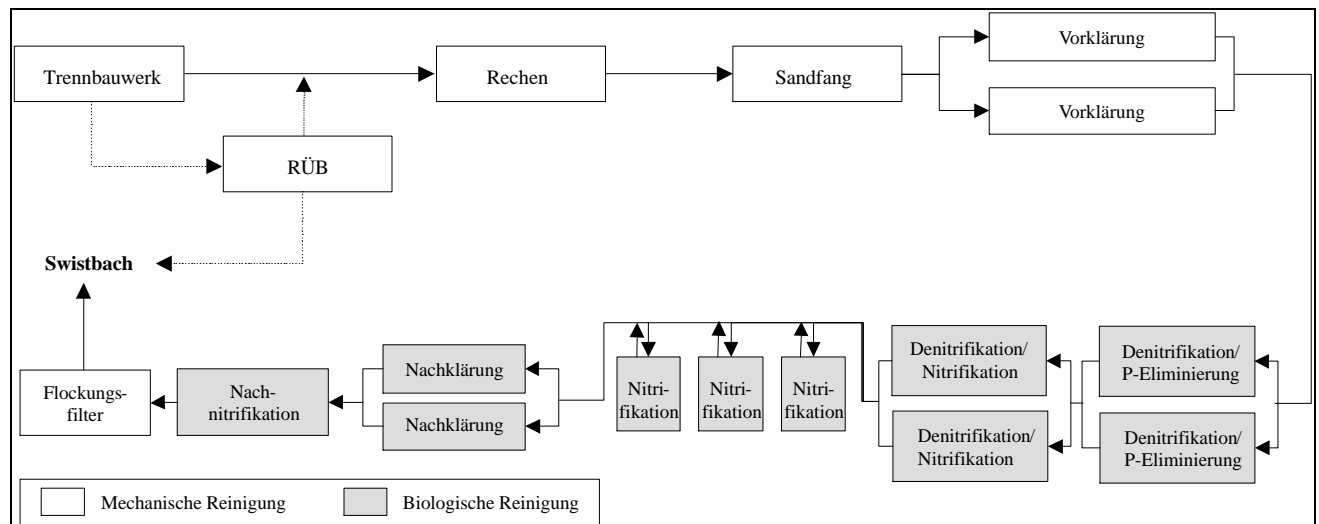 Trennbauwerk
Rechen
Sandfang
Vorklärung
Vorklärung
RÜB
Swistbach
Flockungs-
filter
Nach-
nitrifikation
Nachklärung
Nachklärung
Nitri-
fikation
Nitri-
fikation
Nitri-
fikation
Denitrifikation/
Nitrifikation
Denitrifikation/
Nitrifikation
Denitrifikation/
P-Eliminierung
Denitrifikation/
P-Eliminierung
Mechanische Reinigung
Biologische Reinigung